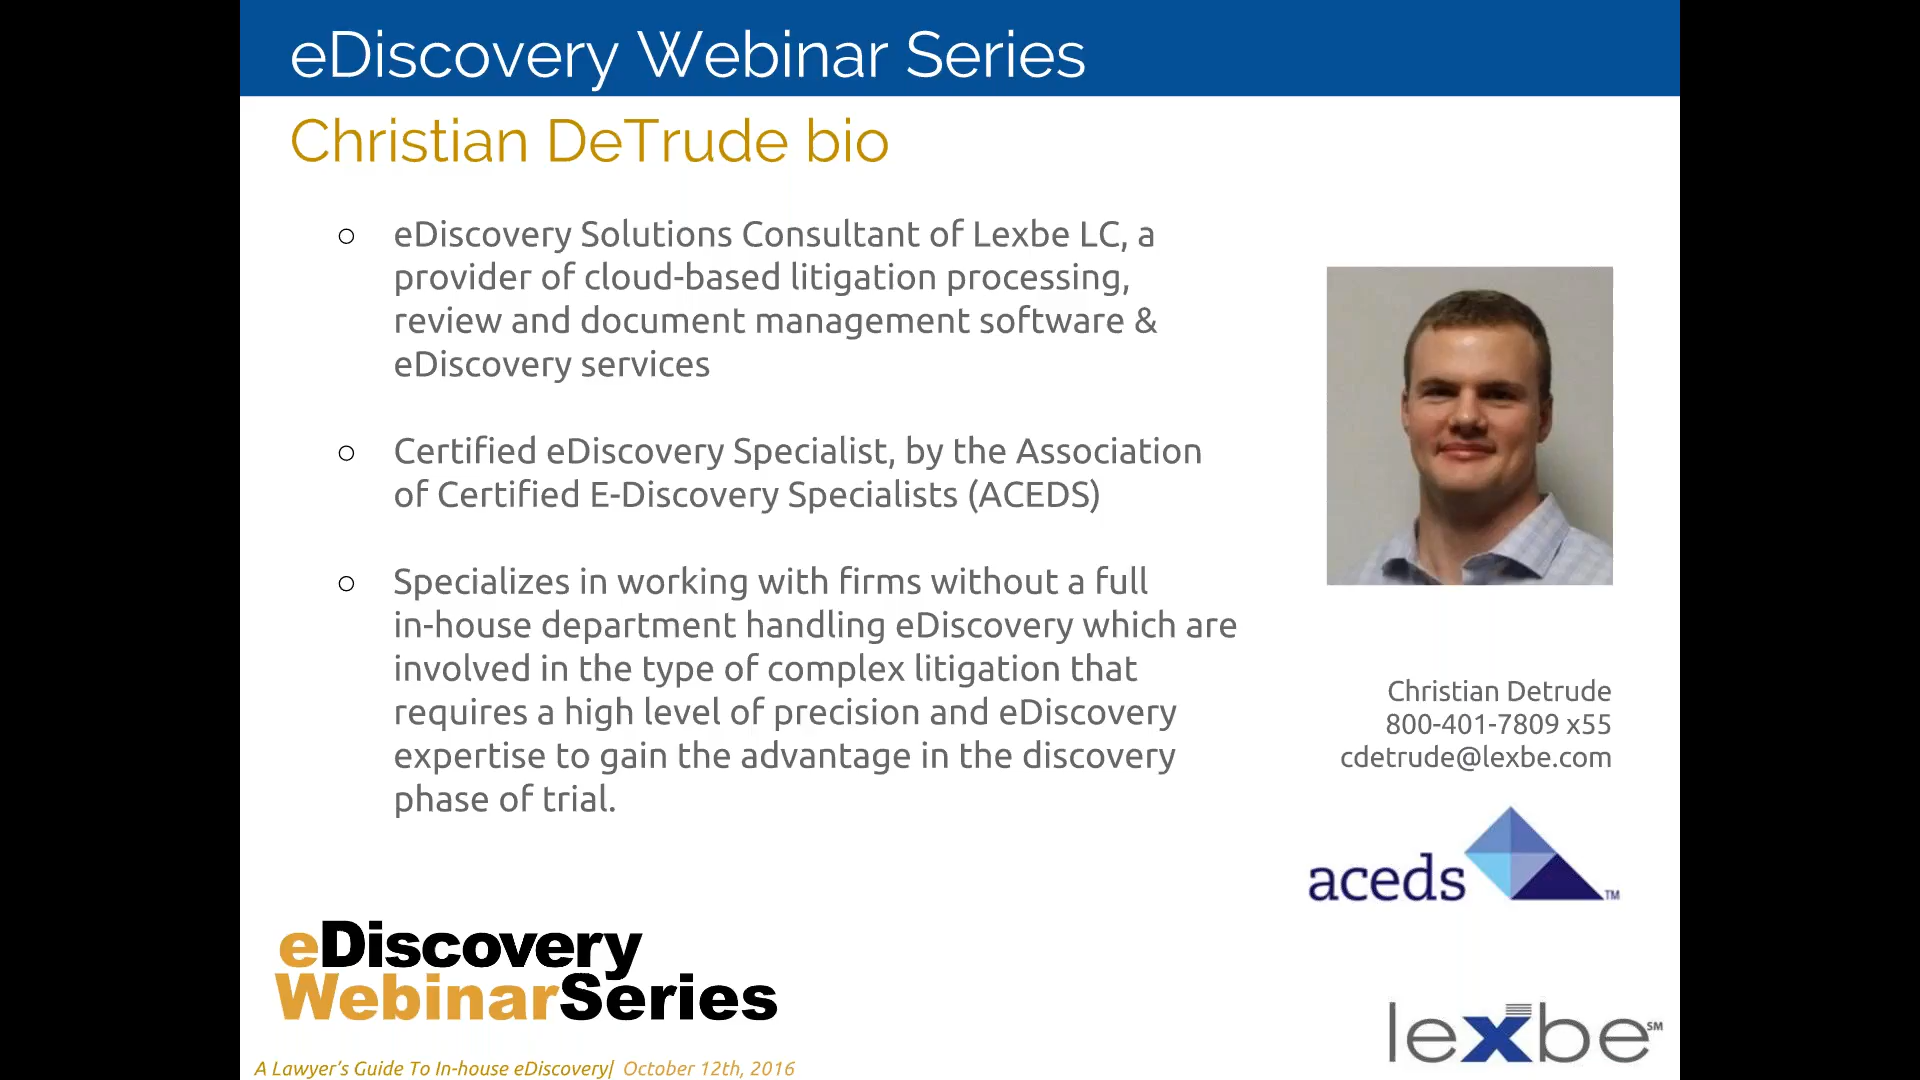 eDiscovery Webinar Series
Christian DeTrude bio
○ eDiscovery Solutions Consultant of Lexbe LC, a
provider of cloud-based litigation processing,
review and document management software &
eDiscovery services
○ Certified eDiscovery Specialist, by the Association
of Certified E-Discovery Specialists (ACEDS)
○ Specializes in working with firms without a full
in-house department handling eDiscovery which are
involved in the type of complex litigation that
requires a high level of precision and eDiscovery
expertise to gain the advantage in the discovery
phase of trial.
Christian Detrude
800-401-7809 x55
cdetrude@lexbe.com
aceds™
eDiscovery
WebinarSeries
lexbe℠
A Lawyer’s Guide To In-house eDiscovery| October 12th, 2016